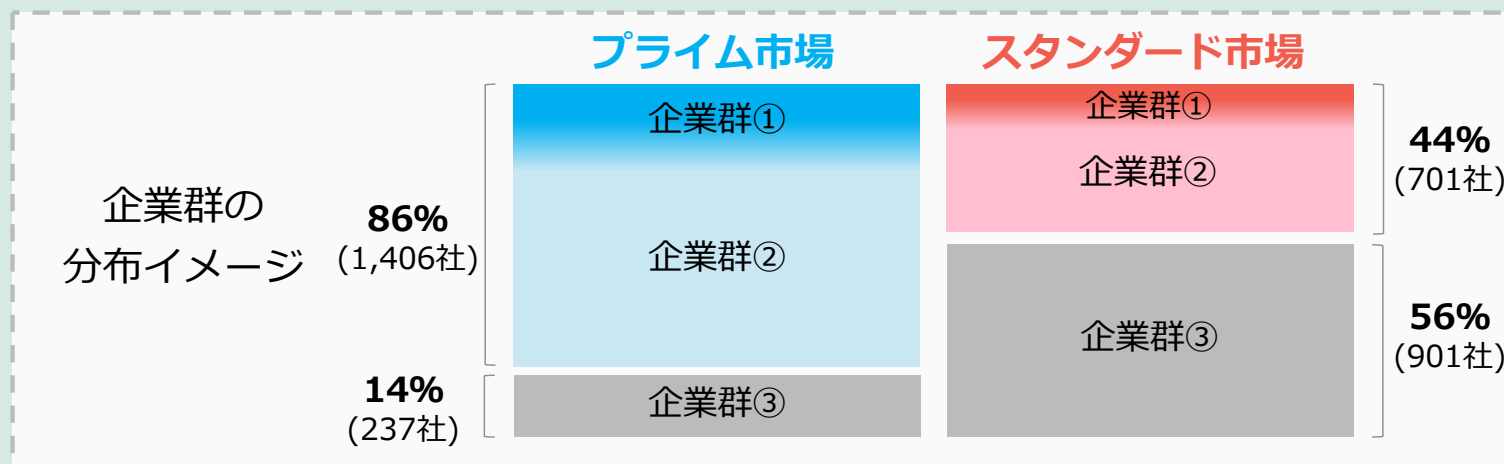 プライム市場
スタンダード市場
企業群の
分布イメージ
86%
(1,406社)
14%
(237社)
企業群①
企業群②
企業群③
企業群①
企業群②
企業群③
44%
(701社)
56%
(901社)